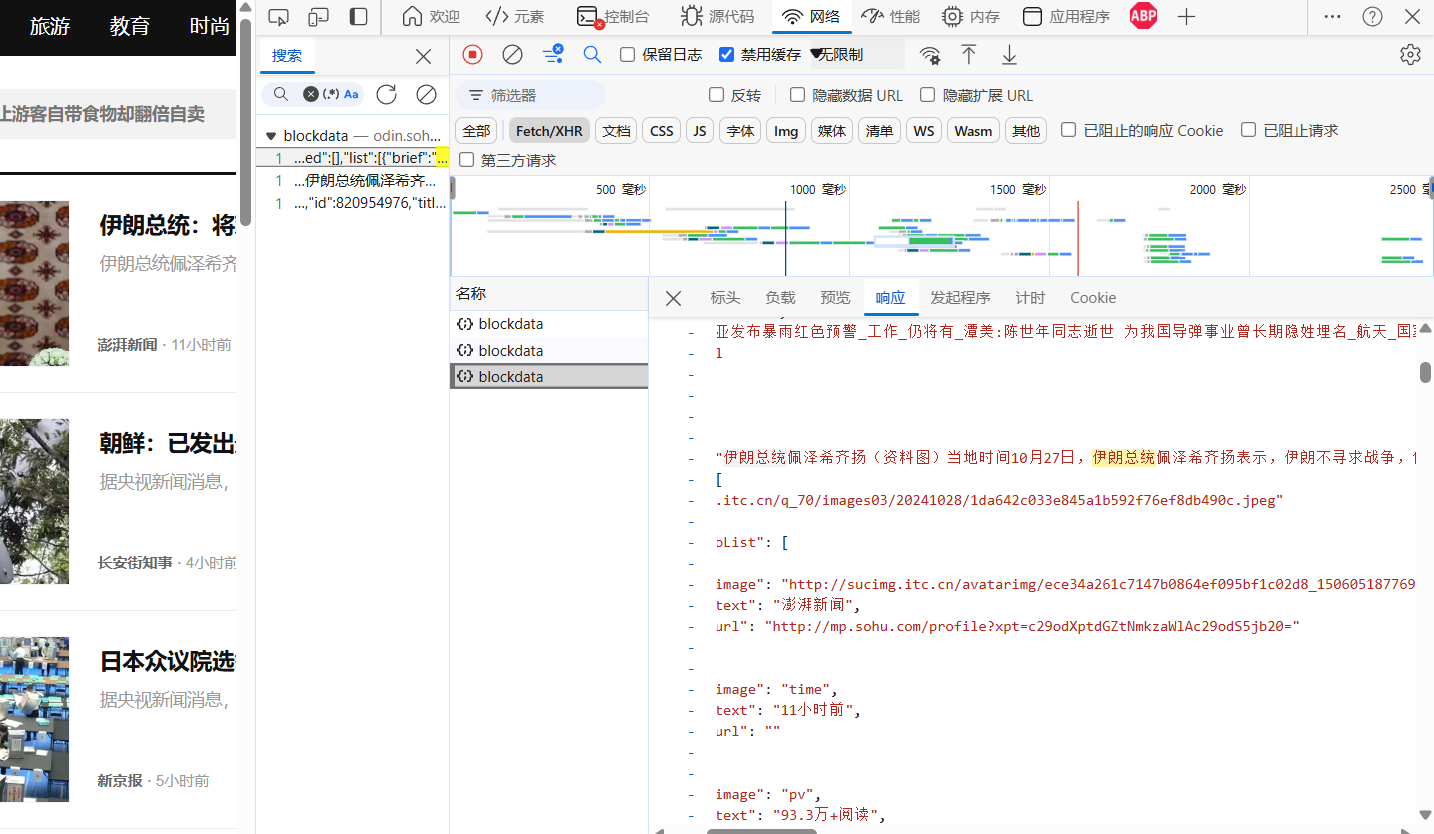 旅游 教育 时尚
欢迎 元素 控制台 源代码 网络 性能 内存 应用程序 ABP
搜索
保留日志 禁用缓存 无限制
(.*) Aa
筛选器 反转 隐藏数据 URL 隐藏扩展 URL
全部 Fetch/XHR 文档 CSS JS 字体 Img 媒体 清单 WS Wasm 其他 已阻止的响应 Cookie 已阻止请求
第三方请求
止游客自带食物却翻倍自卖
blockdata — odin.soh...
1 ...ed":[],"list":[{"brief":"...
1 ...伊朗总统佩泽希齐...
1 ...,"id":820954976,"titl...
500 毫秒 1000 毫秒 1500 毫秒 2000 毫秒 2500
伊朗总统：将
伊朗总统佩泽希齐
澎湃新闻 · 11小时前
朝鲜：已发出
据央视新闻消息，
长安街知事 · 4小时前
日本众议院选
据央视新闻消息，
新京报 · 5小时前
名称
blockdata
blockdata
blockdata
标头 负载 预览 响应 发起程序 计时 Cookie
亚发布暴雨红色预警_工作_仍将有_潭美:陈世年同志逝世 为我国导弹事业曾长期隐姓埋名_航天_国
l
"伊朗总统佩泽希齐扬（资料图）当地时间10月27日，伊朗总统佩泽希齐扬表示，伊朗不寻求战争，
[
.itc.cn/q_70/images03/20241028/1da642c033e845a1b592f76ef8db490c.jpeg"
oList": [
image": "http://sucimg.itc.cn/avatarimg/ece34a261c7147b0864ef095bf1c02d8_150605187769
text": "澎湃新闻",
url": "http://mp.sohu.com/profile?xpt=c29odXptdGZtNmkzaWlAc29odS5jb20="
image": "time",
text": "11小时前",
url": ""
image": "pv",
text": "93.3万+阅读",